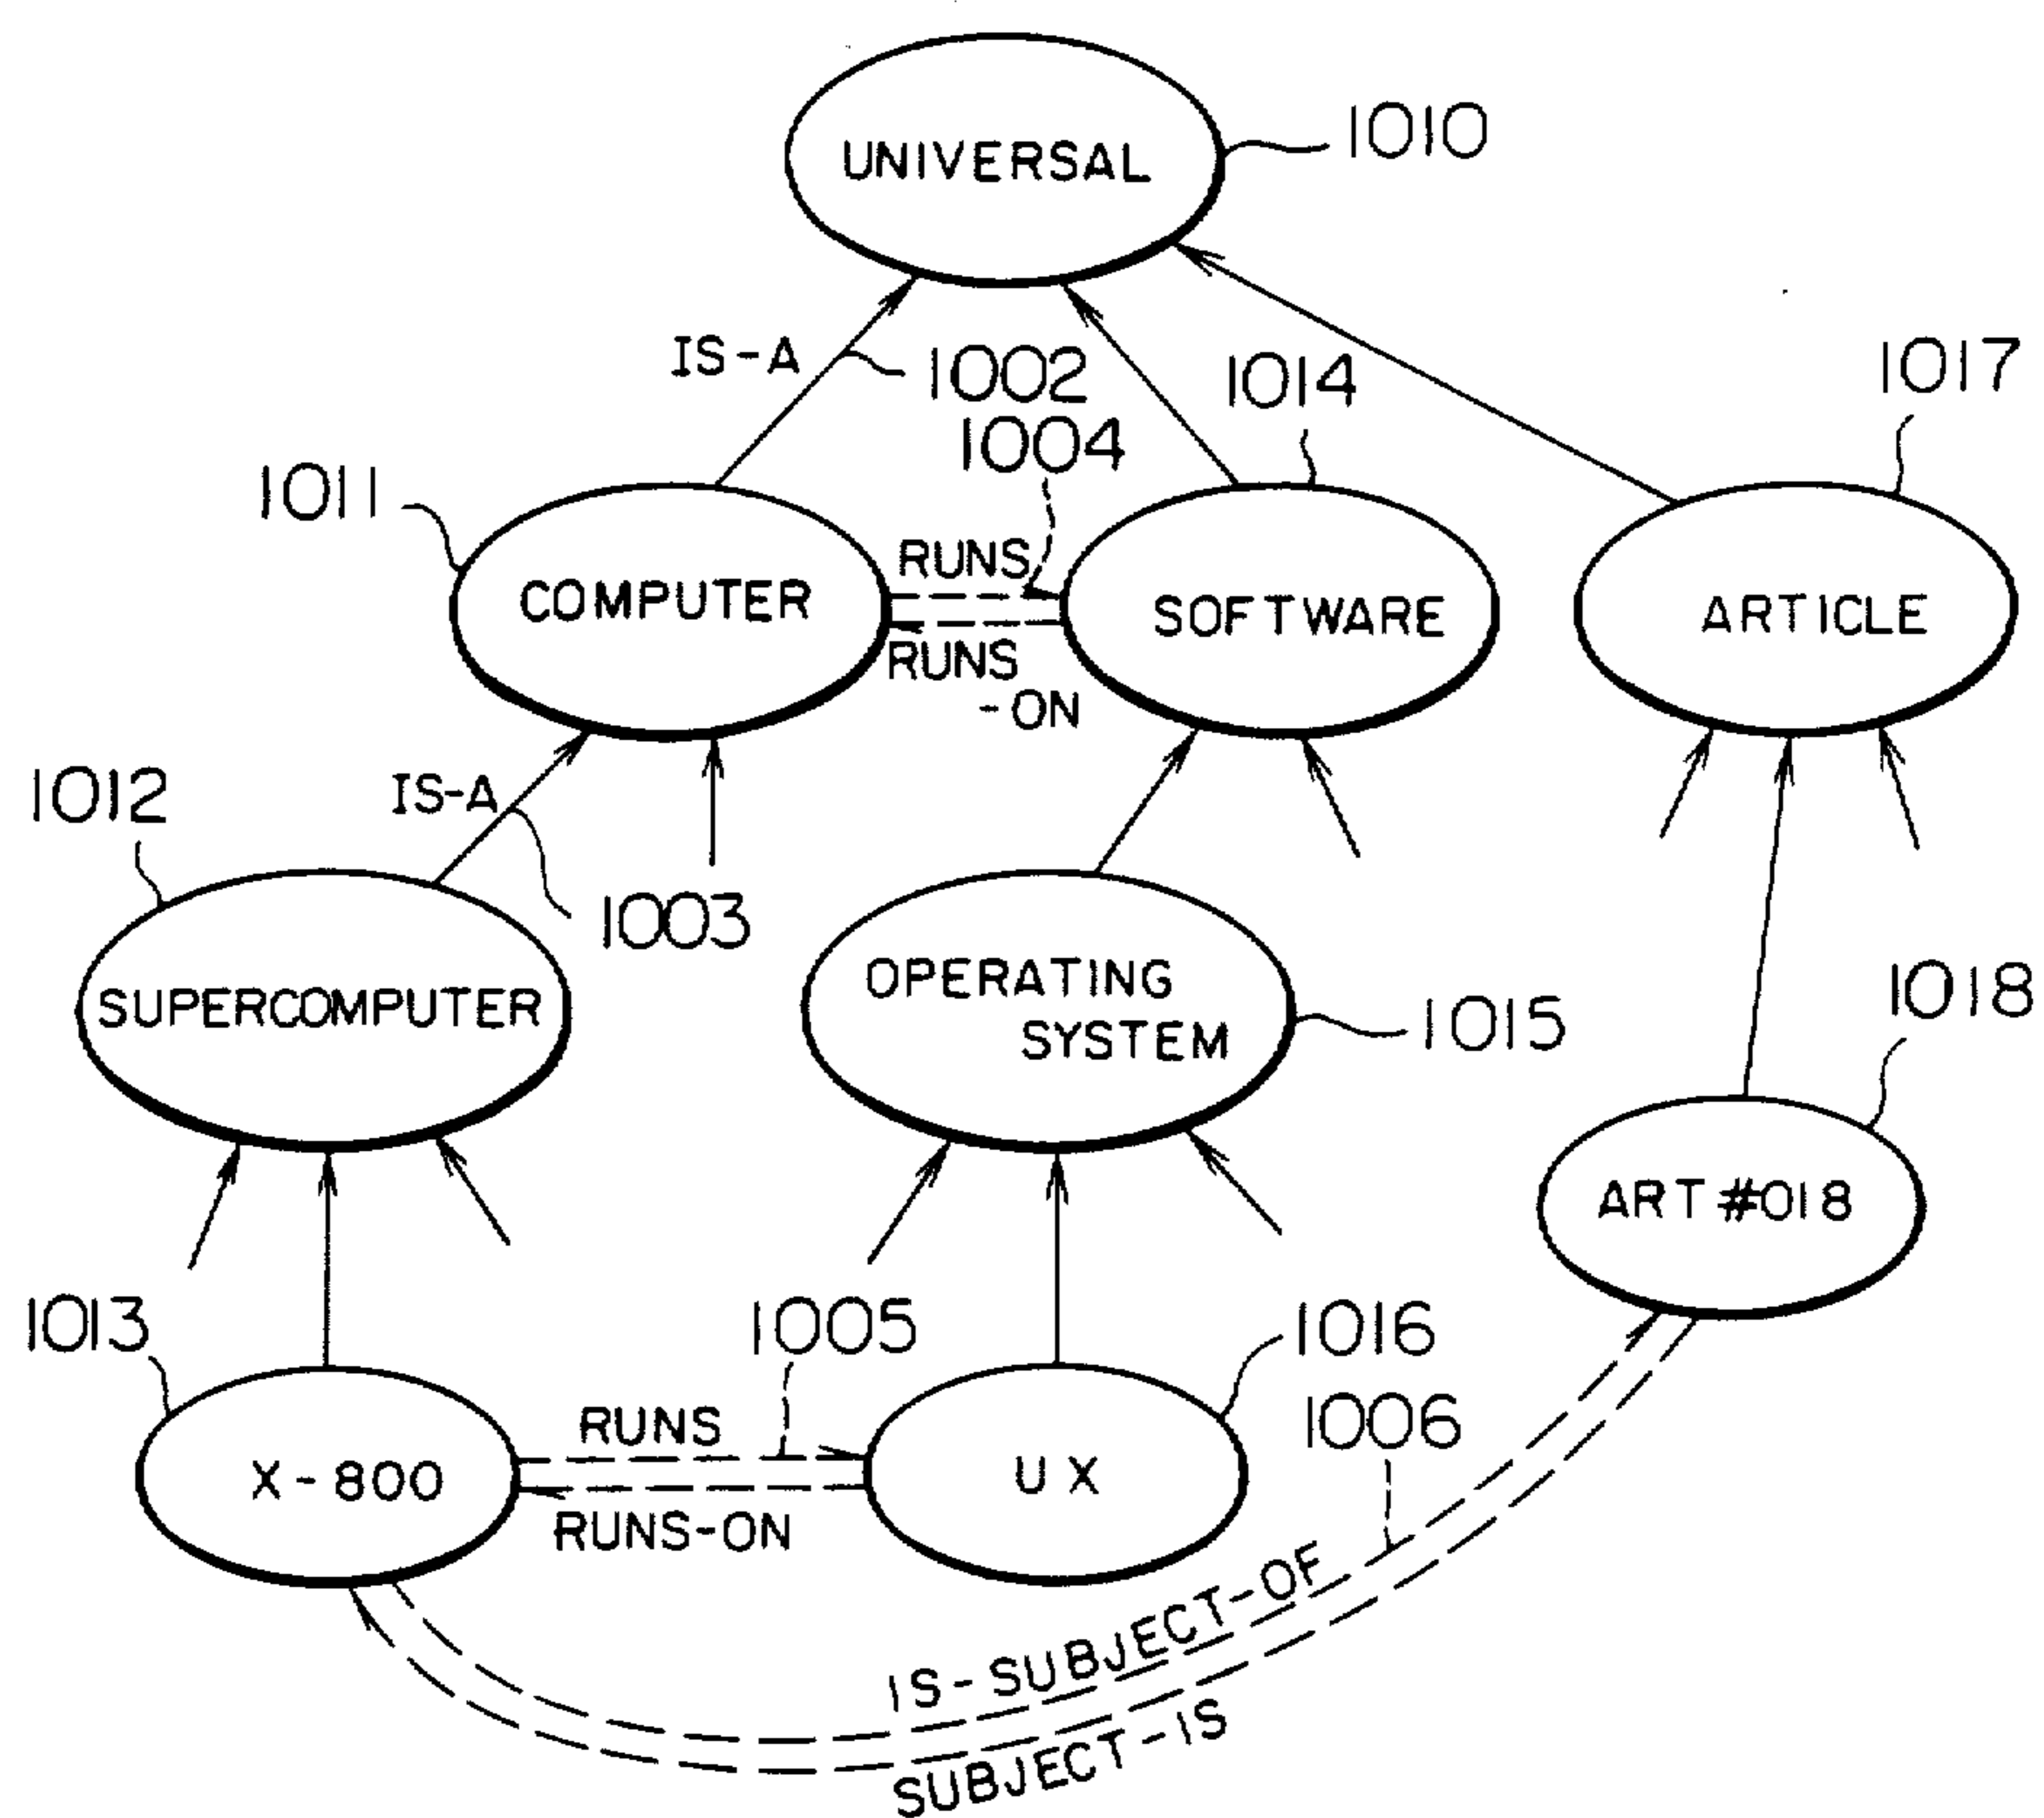 UNIVERSAL
1010
IS-A
1002
1004
1014
1017
1011
COMPUTER
RUNS
RUNS
-ON
SOFTWARE
ARTICLE
1012
IS-A
1003
SUPERCOMPUTER
OPERATING
SYSTEM
1015
1018
ART #018
1013
1005
1016
1006
X-800
RUNS
RUNS-ON
UX
IS-SUBJECT-OF
SUBJECT-IS